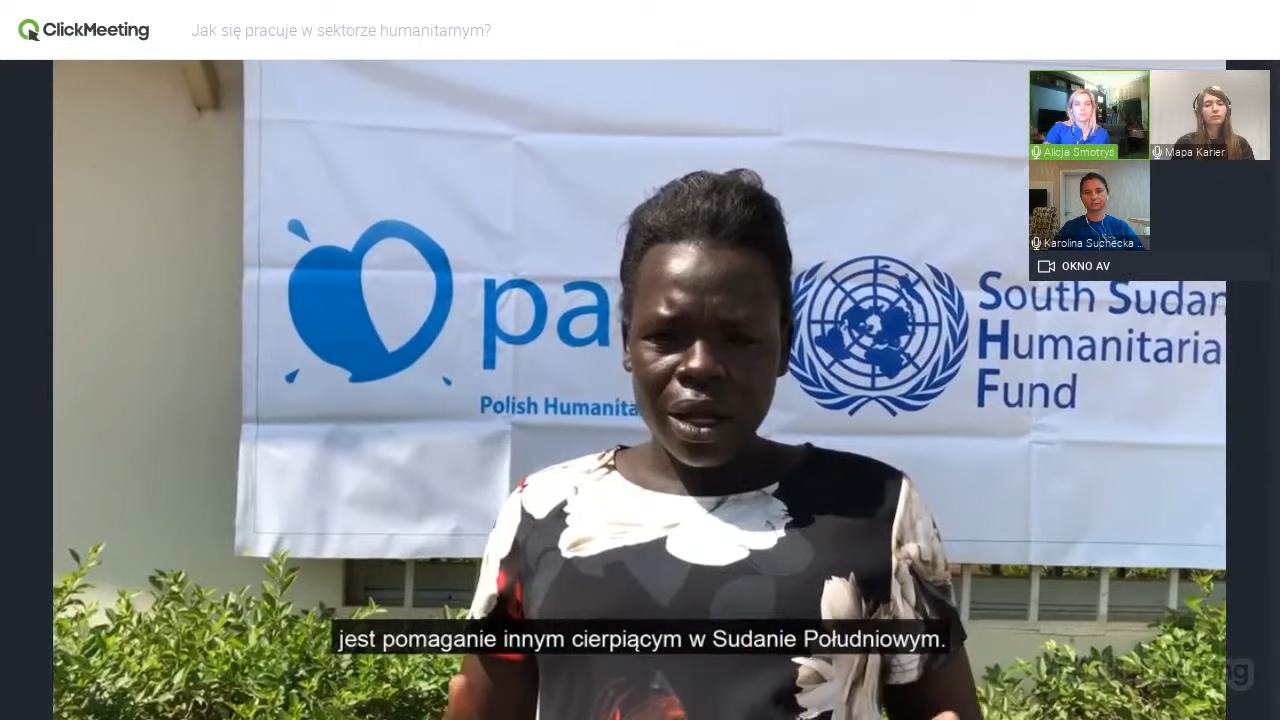 ClickMeeting
Jak się pracuje w sektorze humanitarnym?
Alicja Smotryś
Mapa Karier
Karolina Suchecka ...
OKNO AV
pa
Polish Humanita
South Sudan
Humanitaria
Fund
jest pomaganie innym cierpiącym w Sudanie Południowym.
ng